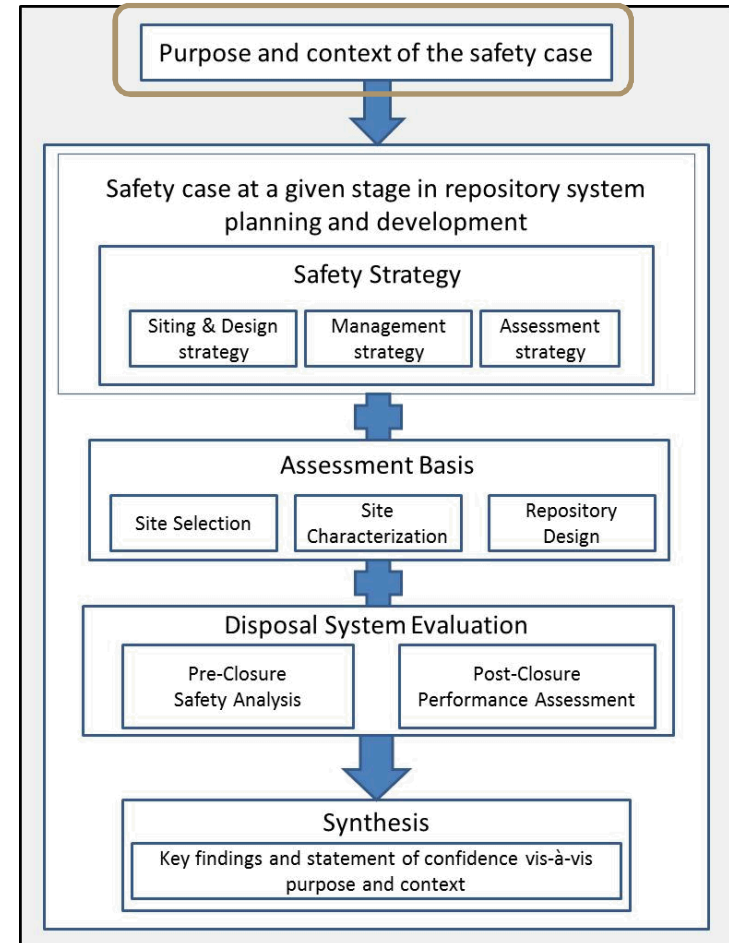 Purpose and context of the safety case
Safety case at a given stage in repository system
planning and development
Safety Strategy
Siting & Design
strategy
Management
strategy
Assessment
strategy
Assessment Basis
Site Selection
Site
Characterization
Repository
Design
Disposal System Evaluation
Pre-Closure
Safety Analysis
Post-Closure
Performance Assessment
Synthesis
Key findings and statement of confidence vis-à-vis
purpose and context